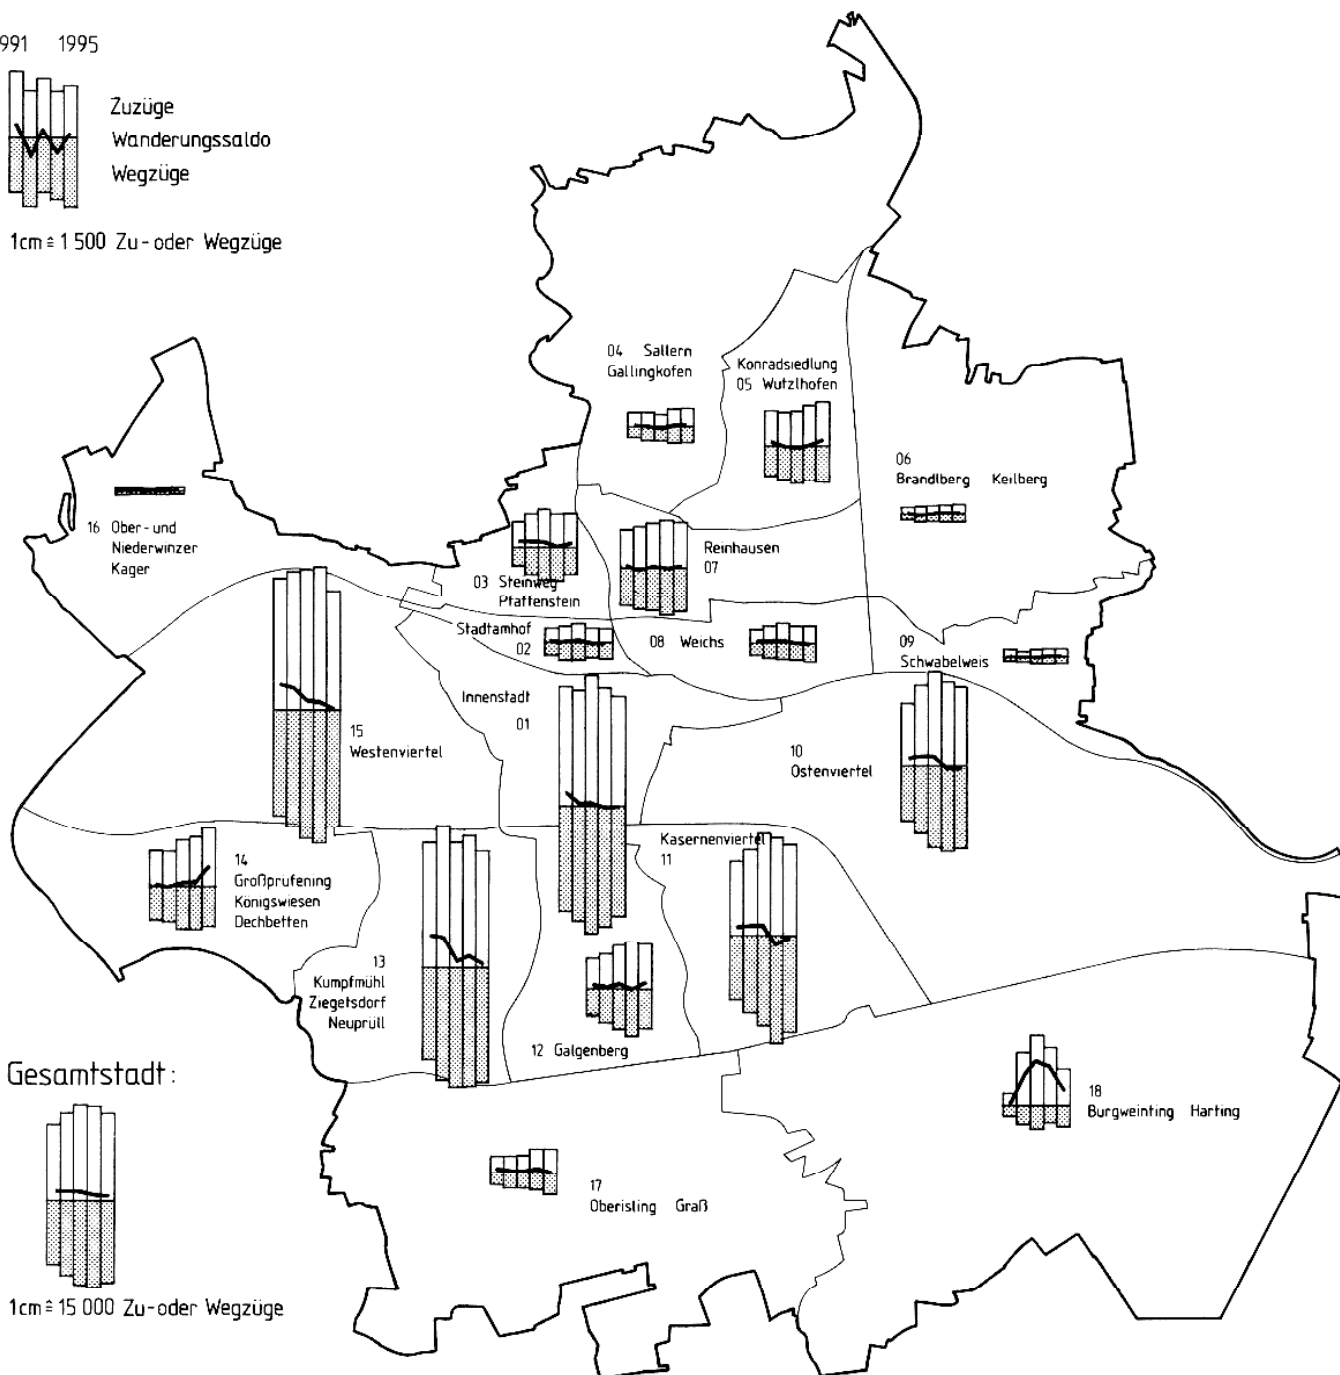 991 1995
Zuzüge
Wanderungssaldo
Wegzüge
1cm ≙ 1 500 Zu- oder Wegzüge
04 Sallern
Gallingkofen
Konradsiedlung
05 Wutzlhofen
06
Brandlberg Keilberg
16 Ober- und
Niederwinzer
Kager
03 Steinweg
Pfaffenstein
Reinhausen
07
Stadtamhof
02
08 Weichs
09
Schwabelweis
Innenstadt
01
15
Westenviertel
10
Ostenviertel
Kasernenviertel
11
14
Großprüfening
Königswiesen
Dechbetten
13
Kumpfmühl
Ziegetsdorf
Neuprüll
12 Galgenberg
Gesamtstadt:
18
Burgweinting Harting
17
Oberisling Graß
1cm ≙ 15 000 Zu- oder Wegzüge